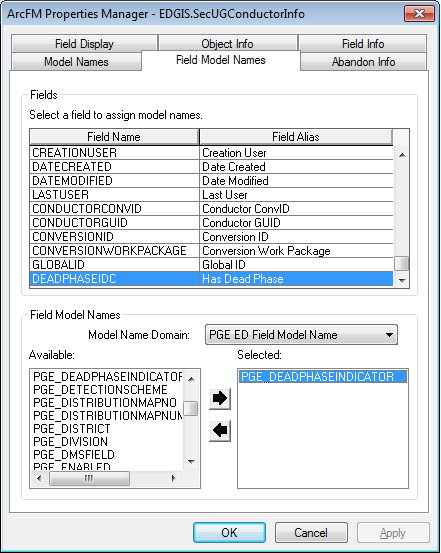 ArcFM Properties Manager - EDGIS.SecUGConductorInfo
Field Display Object Info Field Info
Model Names Field Model Names Abandon Info
Fields
Select a field to assign model names.
Field Name Field Alias
CREATIONUSER Creation User
DATECREATED Date Created
DATEMODIFIED Date Modified
LASTUSER Last User
CONDUCTORCONVID Conductor ConvID
CONDUCTORGUID Conductor GUID
CONVERSIONID Conversion ID
CONVERSIONWORKPACKAGE Conversion Work Package
GLOBALID Global ID
DEADPHASEIDC Has Dead Phase
Field Model Names
Model Name Domain: PGE ED Field Model Name
Available: Selected:
PGE_DEADPHASEINDICATOR PGE_DEADPHASEINDICATOR
PGE_DETECTIONSCHEME
PGE_DISTRIBUTIONMAPNO
PGE_DISTRIBUTIONMAPNUM
PGE_DISTRICT
PGE_DIVISION
PGE_DMSFIELD
PGE_ENABLED
OK Cancel Apply